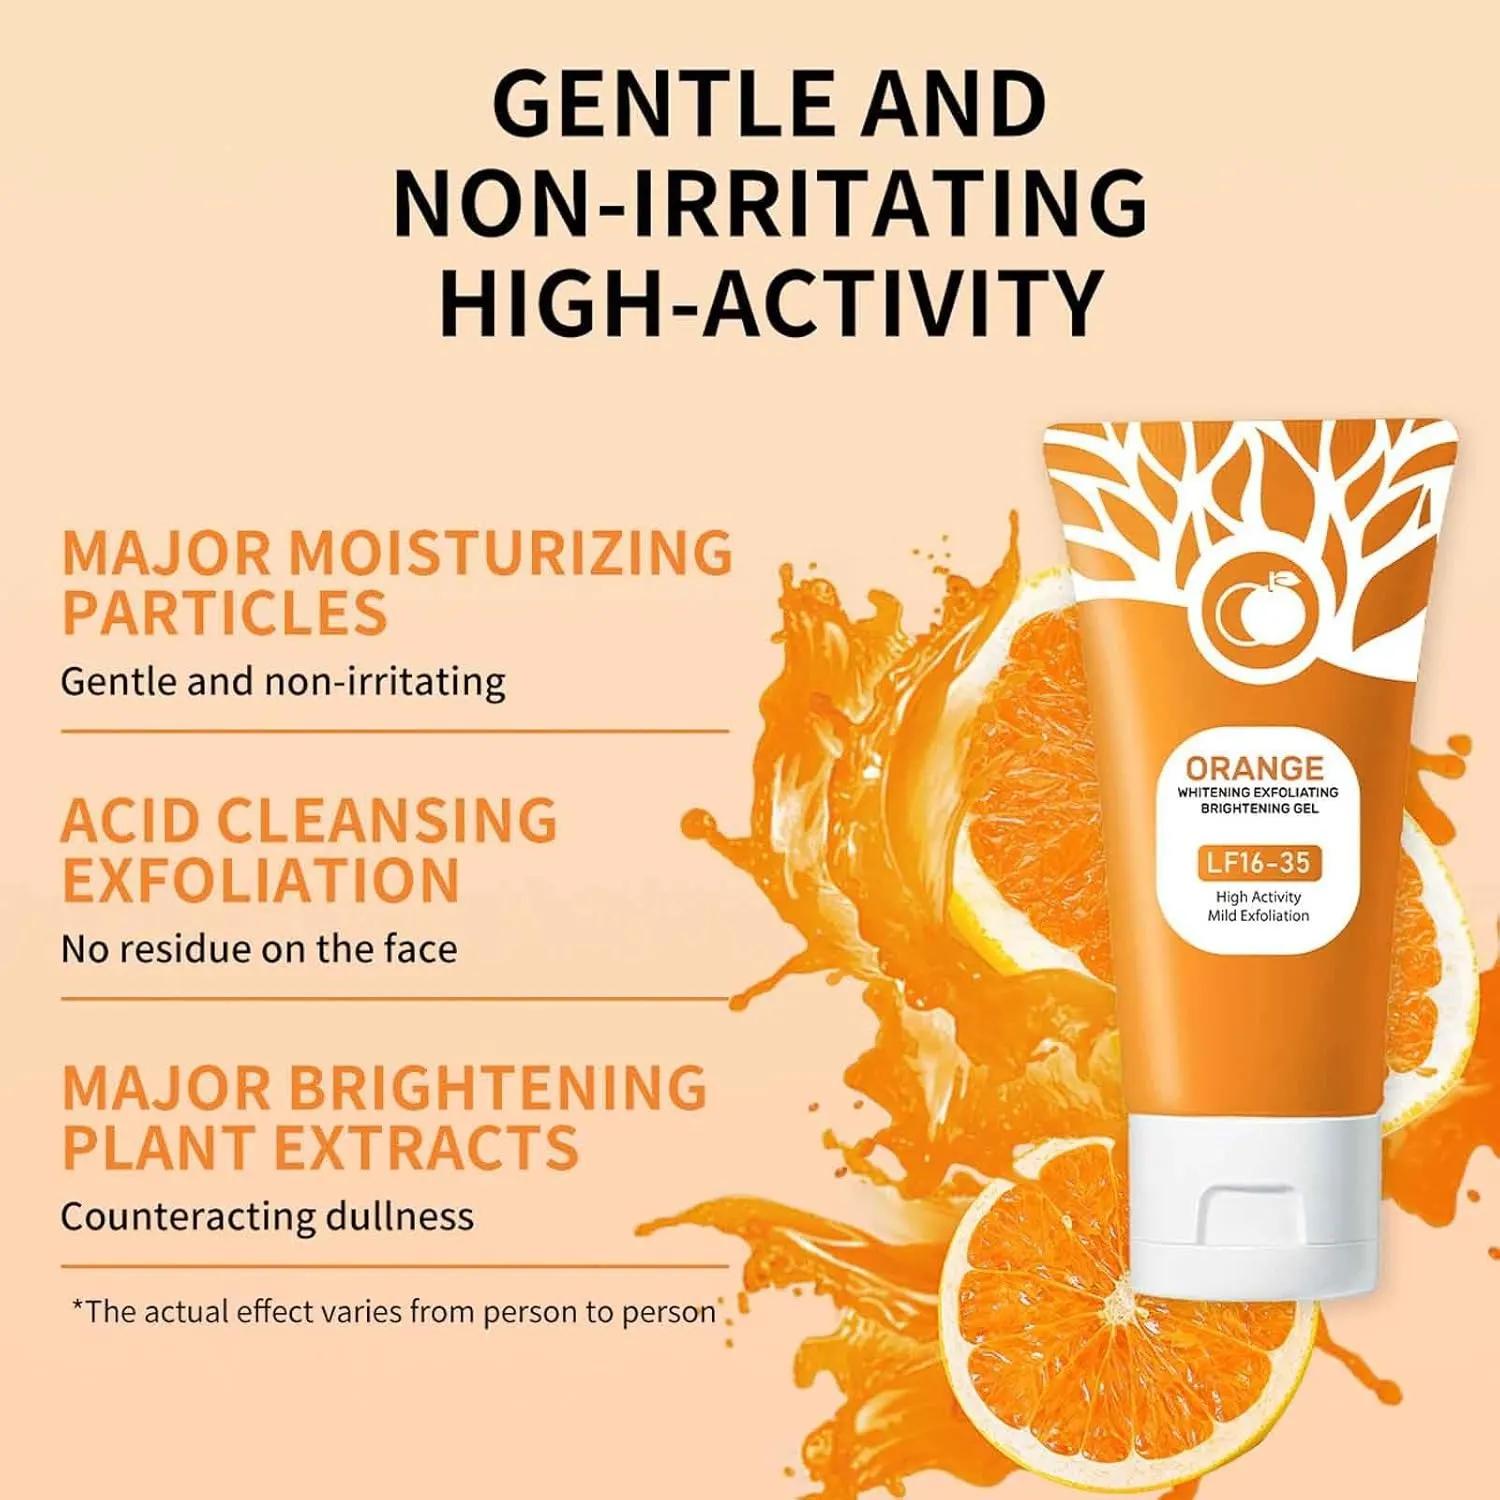 GENTLE AND
NON-IRRITATING
HIGH-ACTIVITY
MAJOR MOISTURIZING
PARTICLES
Gentle and non-irritating
ACID CLEANSING
EXFOLIATION
No residue on the face
MAJOR BRIGHTENING
PLANT EXTRACTS
Counteracting dullness
*The actual effect varies from person to person
ORANGE
WHITENING EXFOLIATING
BRIGHTENING GEL
LF16-35
High Activity
Mild Exfoliation